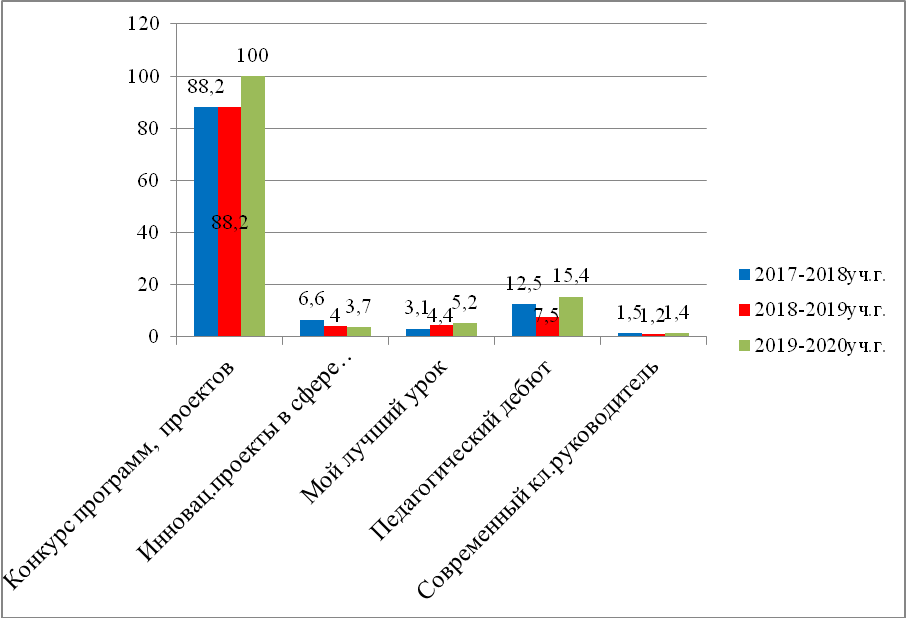 120
100
80
60
40
20
0
88,2
88,2
100
6,6
4
3,7
3,1
4,4
5,2
12,5
7,5
15,4
1,5
1,2
1,4
Конкурс программ, проектов
Инновац.проекты в сфере…
Мой лучший урок
Педагогический дебют
Современный кл.руководитель
2017-2018уч.г.
2018-2019уч.г.
2019-2020уч.г.